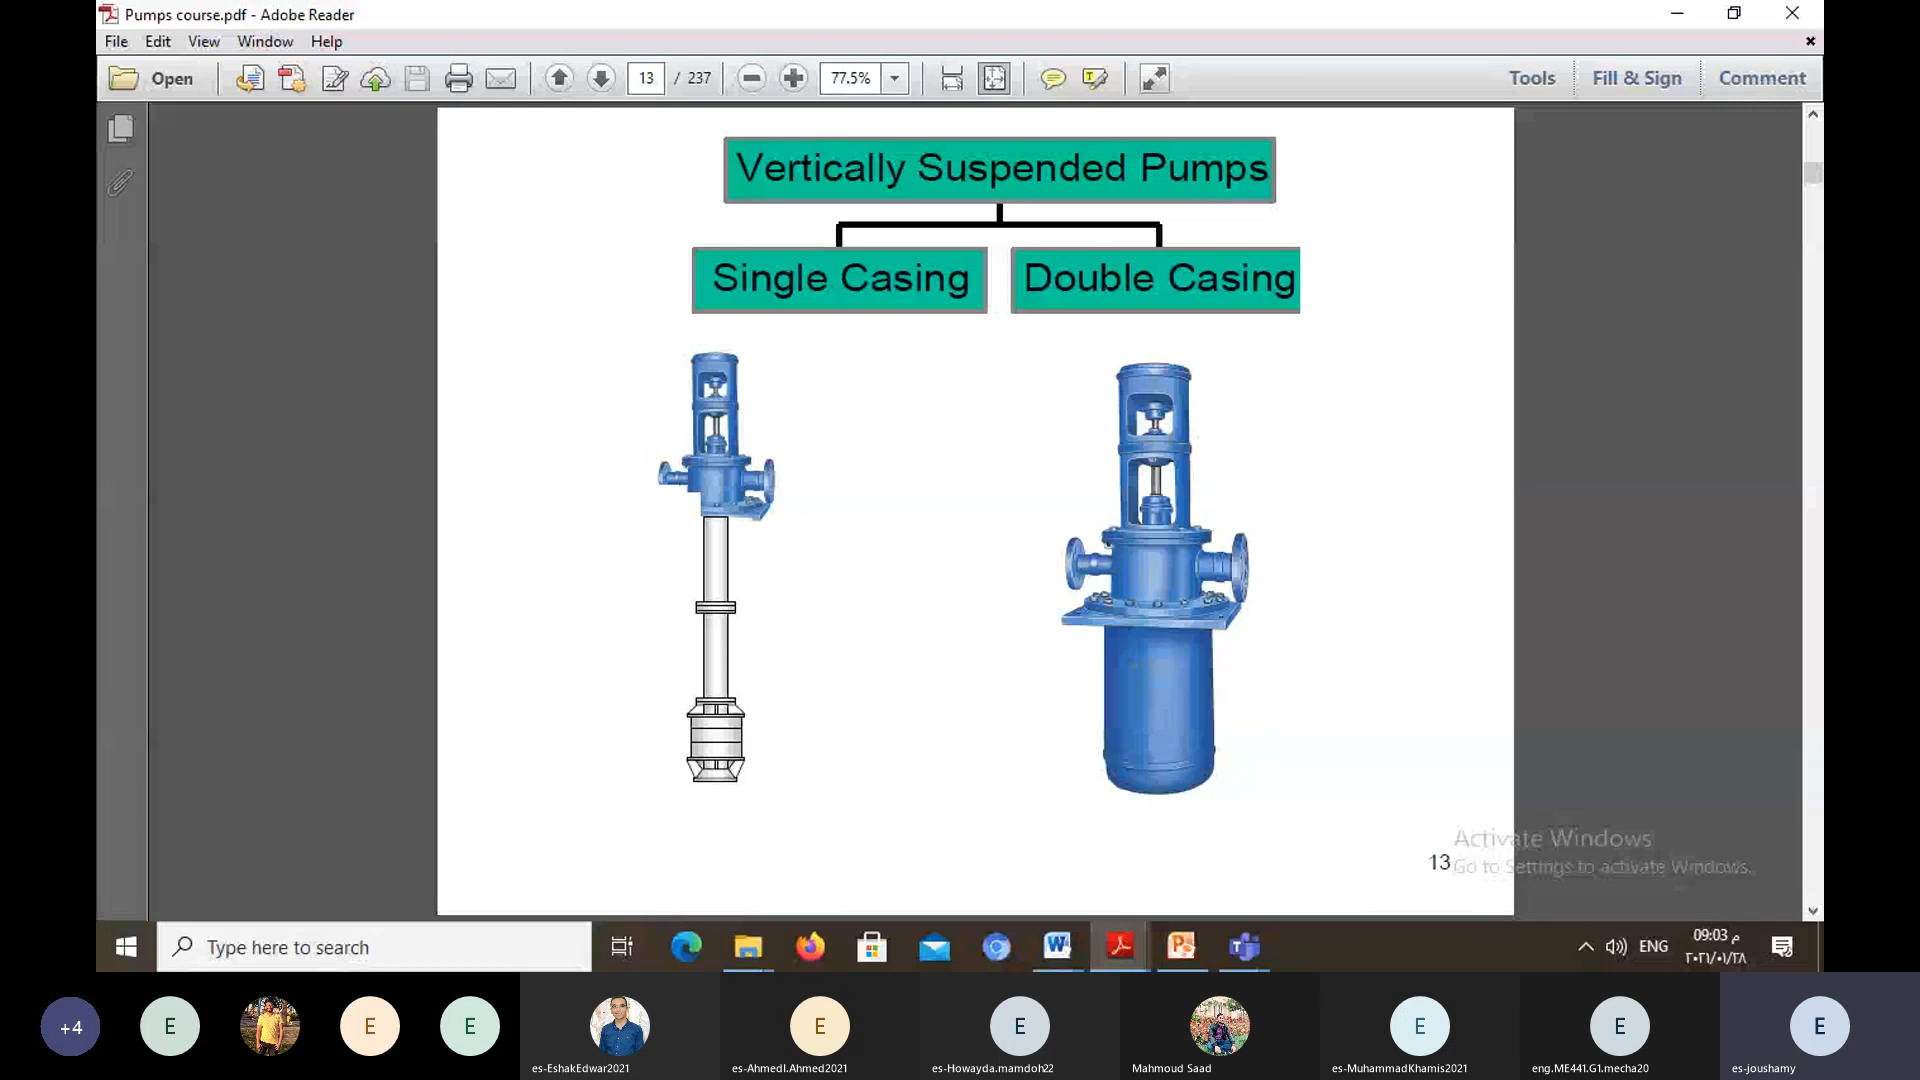 Pumps course.pdf - Adobe Reader
File Edit View Window Help
Open 13 / 237 77.5% Tools Fill & Sign Comment
Vertically Suspended Pumps
Single Casing Double Casing
Activate Windows
13
Go to Settings to activate Windows.
Type here to search ENG
09:03 م
٢٠٢١/٠١/٢٨
+4 E E E E E E E E
es-EshakEdwar2021 es-AhmedI.Ahmed2021 es-Howayda.mamdoh22 Mahmoud Saad es-MuhammadKhamis2021 eng.ME441.G1.mecha20 es-joushamy